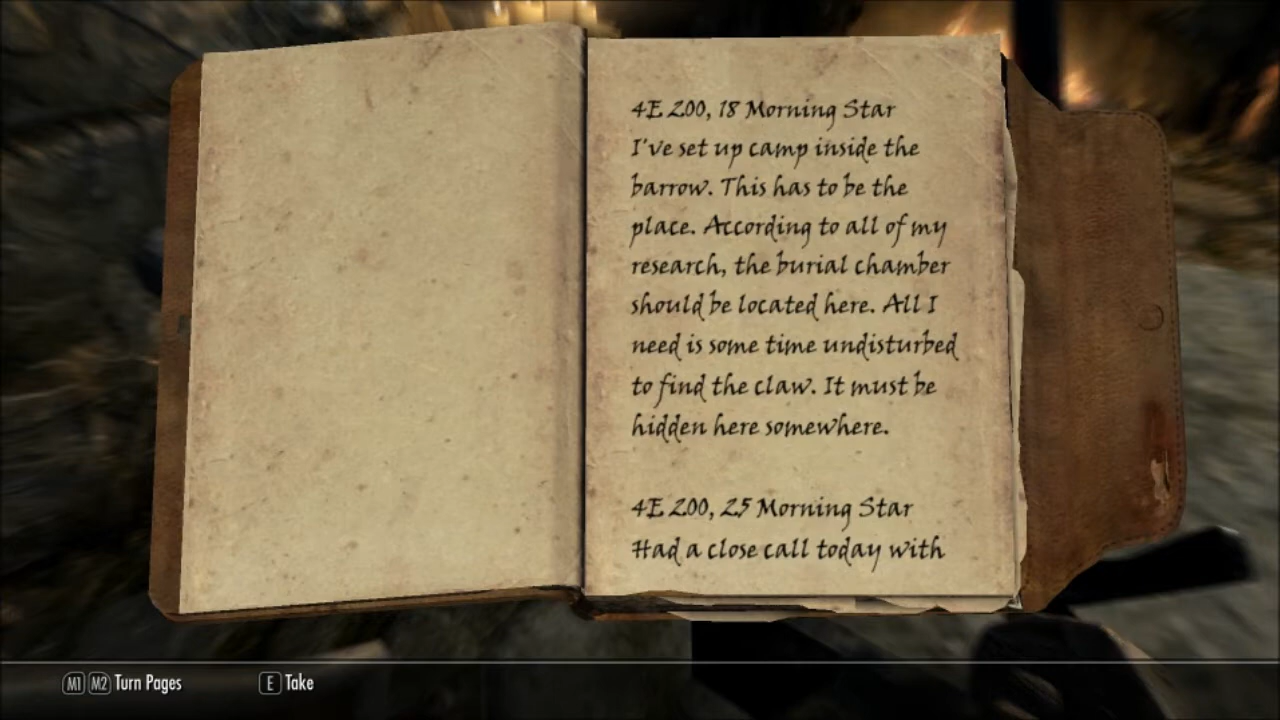 4E 200, 18 Morning Star
I've set up camp inside the
barrow. This has to be the
place. According to all of my
research, the burial chamber
should be located here. All I
need is some time undisturbed
to find the claw. It must be
hidden here somewhere.
4E 200, 25 Morning Star
Had a close call today with
M1 M2 Turn Pages
E Take